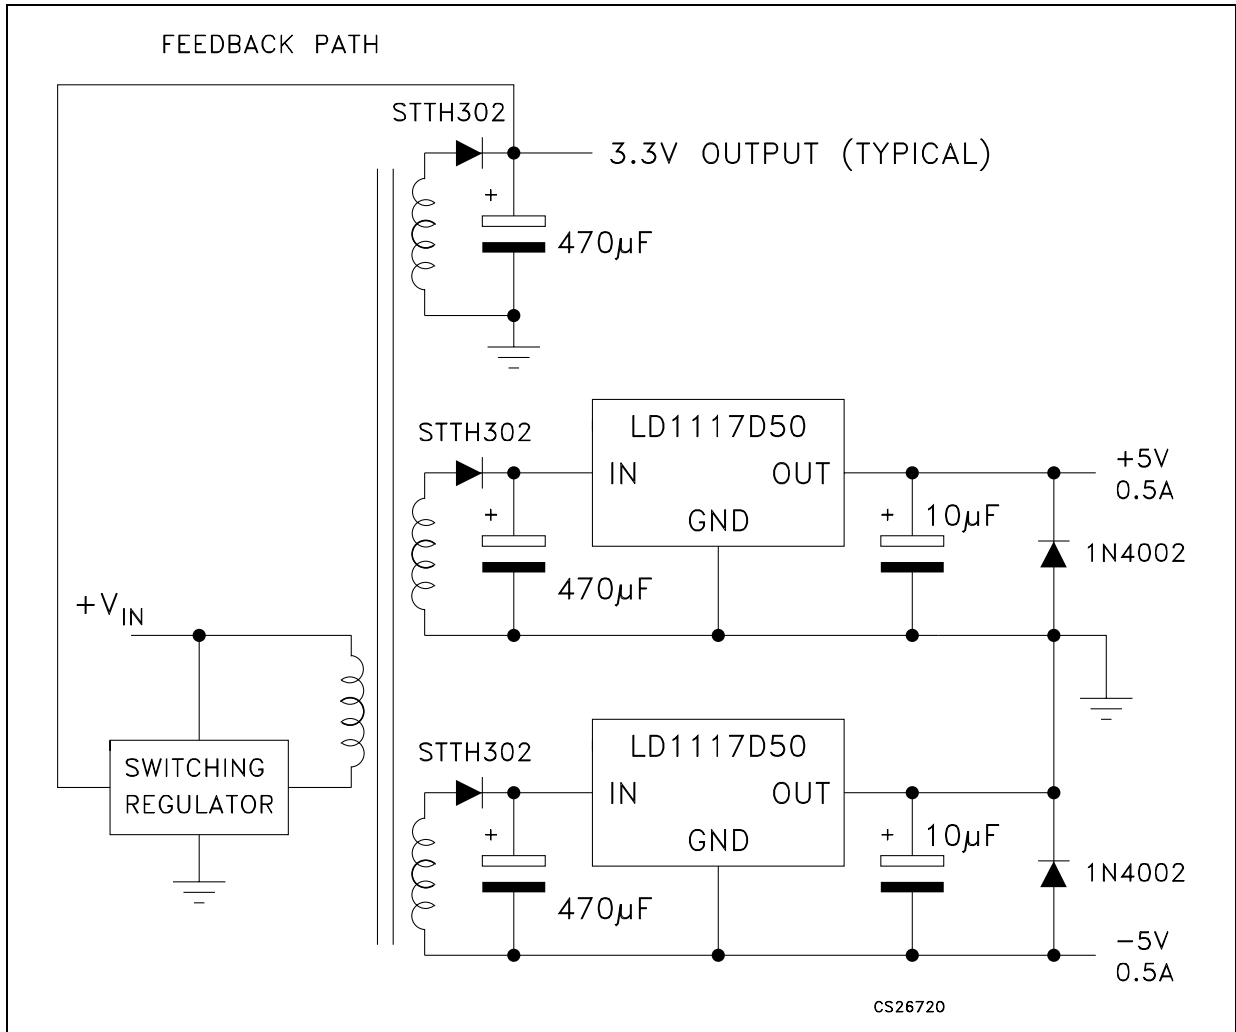 FEEDBACK PATH
STTH302
3.3V OUTPUT (TYPICAL)
+
470µF
STTH302
LD1117D50
IN
OUT
GND
+
470µF
+
10µF
+5V
0.5A
1N4002
+VIN
SWITCHING
REGULATOR
STTH302
LD1117D50
IN
OUT
GND
+
470µF
+
10µF
1N4002
-5V
0.5A
CS26720